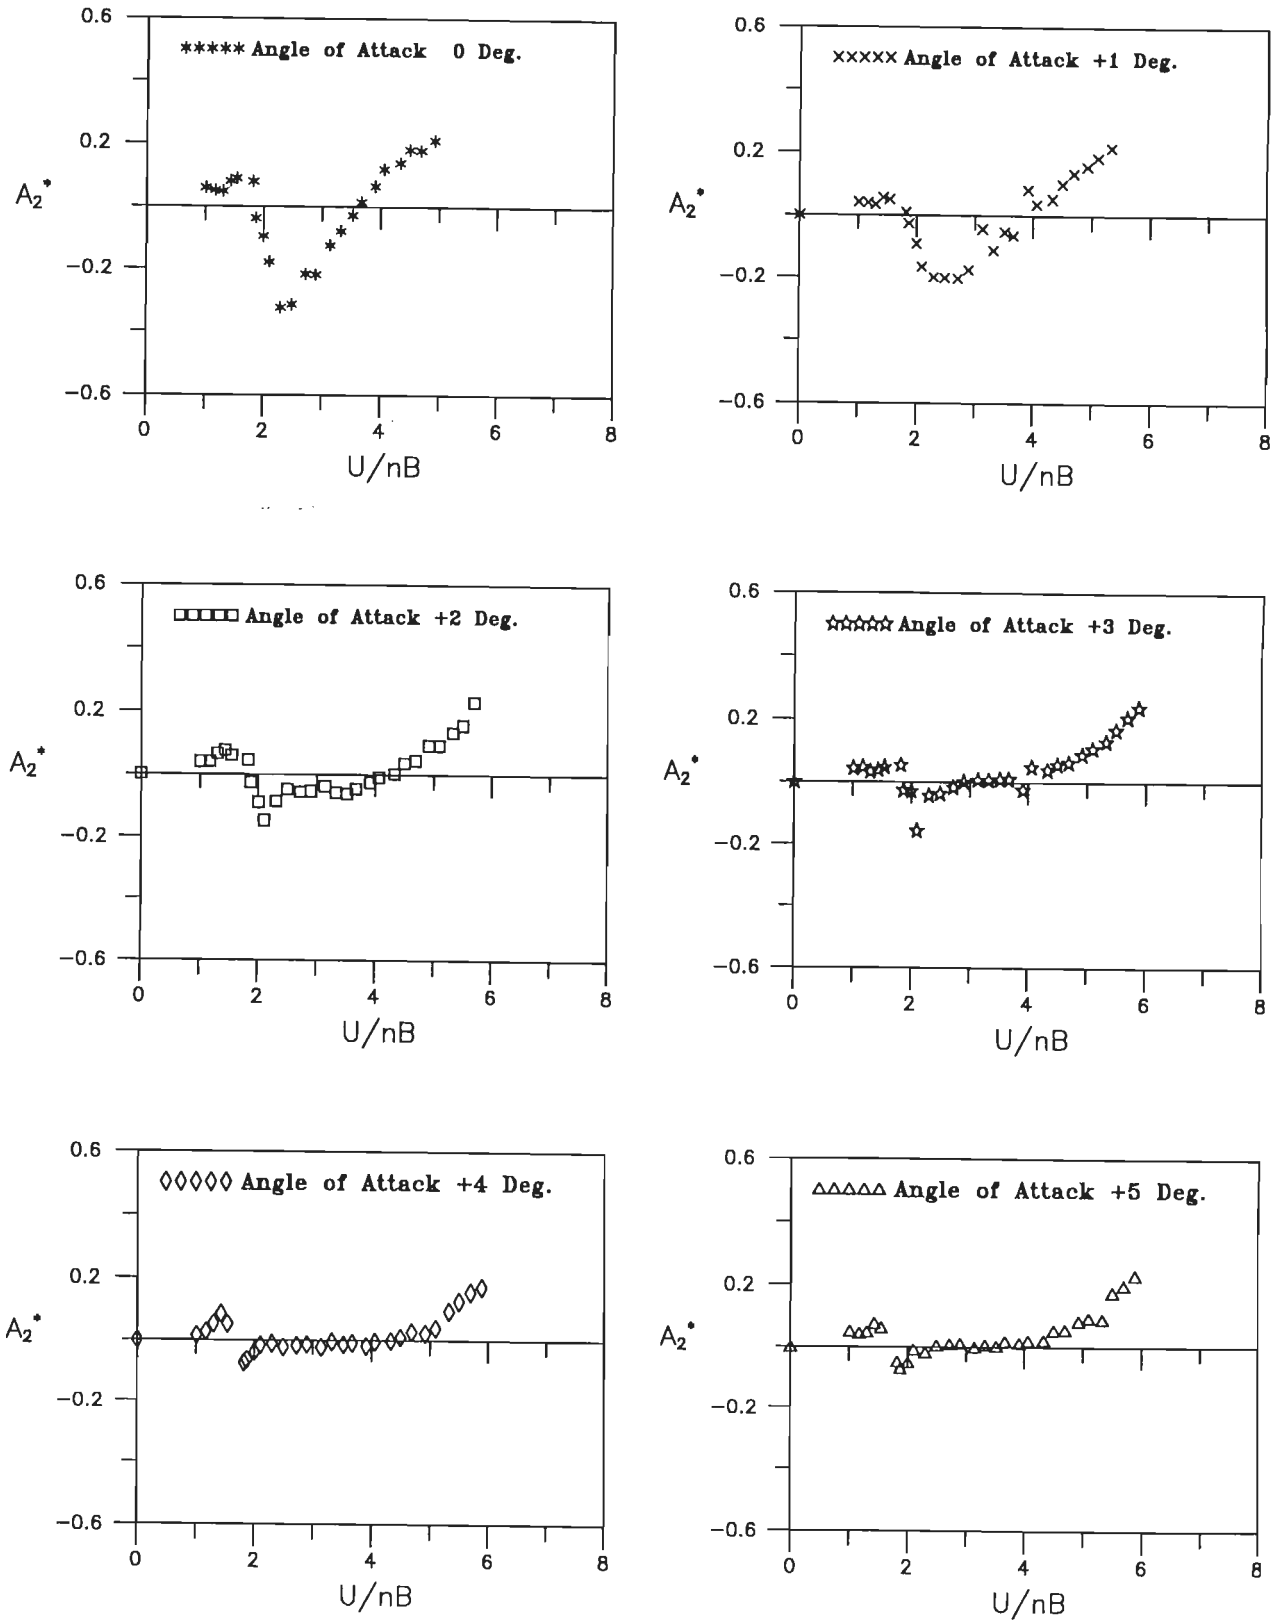 0.6
0.2
−0.2
−0.6
A2*
***** Angle of Attack 0 Deg.
0 2 4 6 8
U/nB
0.6
0.2
−0.2
−0.6
A2*
××××× Angle of Attack +1 Deg.
0 2 4 6 8
U/nB
0.6
0.2
−0.2
−0.6
A2*
□□□□□ Angle of Attack +2 Deg.
0 2 4 6 8
U/nB
0.6
0.2
−0.2
−0.6
A2*
☆☆☆☆☆ Angle of Attack +3 Deg.
0 2 4 6 8
U/nB
0.6
0.2
−0.2
−0.6
A2*
◇◇◇◇◇ Angle of Attack +4 Deg.
0 2 4 6 8
U/nB
0.6
0.2
−0.2
−0.6
A2*
△△△△△ Angle of Attack +5 Deg.
0 2 4 6 8
U/nB